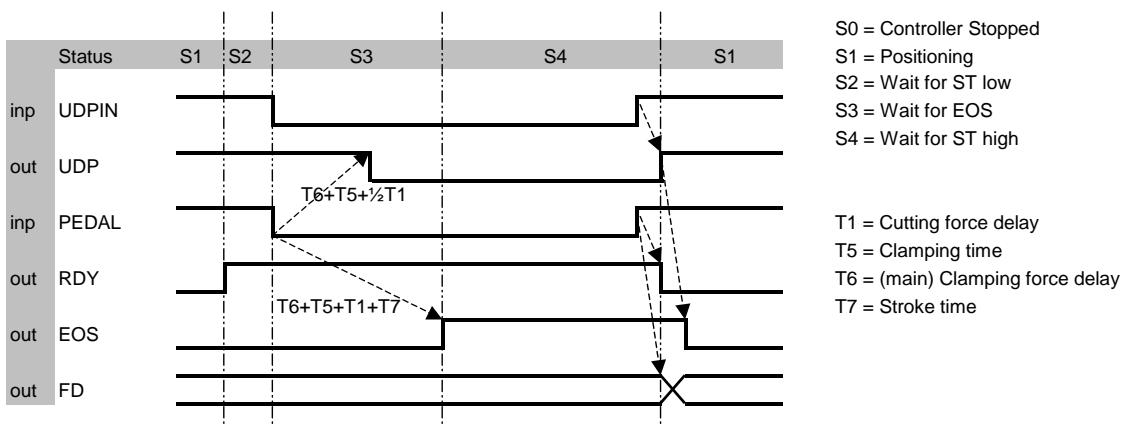 Status S1 S2 S3 S4 S1
inp UDPIN
out UDP
T6+T5+½T1
inp PEDAL
out RDY
T6+T5+T1+T7
out EOS
out FD
S0 = Controller Stopped
S1 = Positioning
S2 = Wait for ST low
S3 = Wait for EOS
S4 = Wait for ST high
T1 = Cutting force delay
T5 = Clamping time
T6 = (main) Clamping force delay
T7 = Stroke time